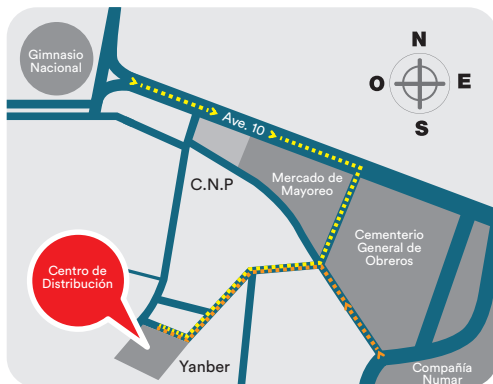 Gimnasio
Nacional
N
O
E
S
Ave. 10
C.N.P
Mercado de
Mayoreo
Cementerio
General de
Obreros
Centro de
Distribución
Yanber
Compañía
Numar